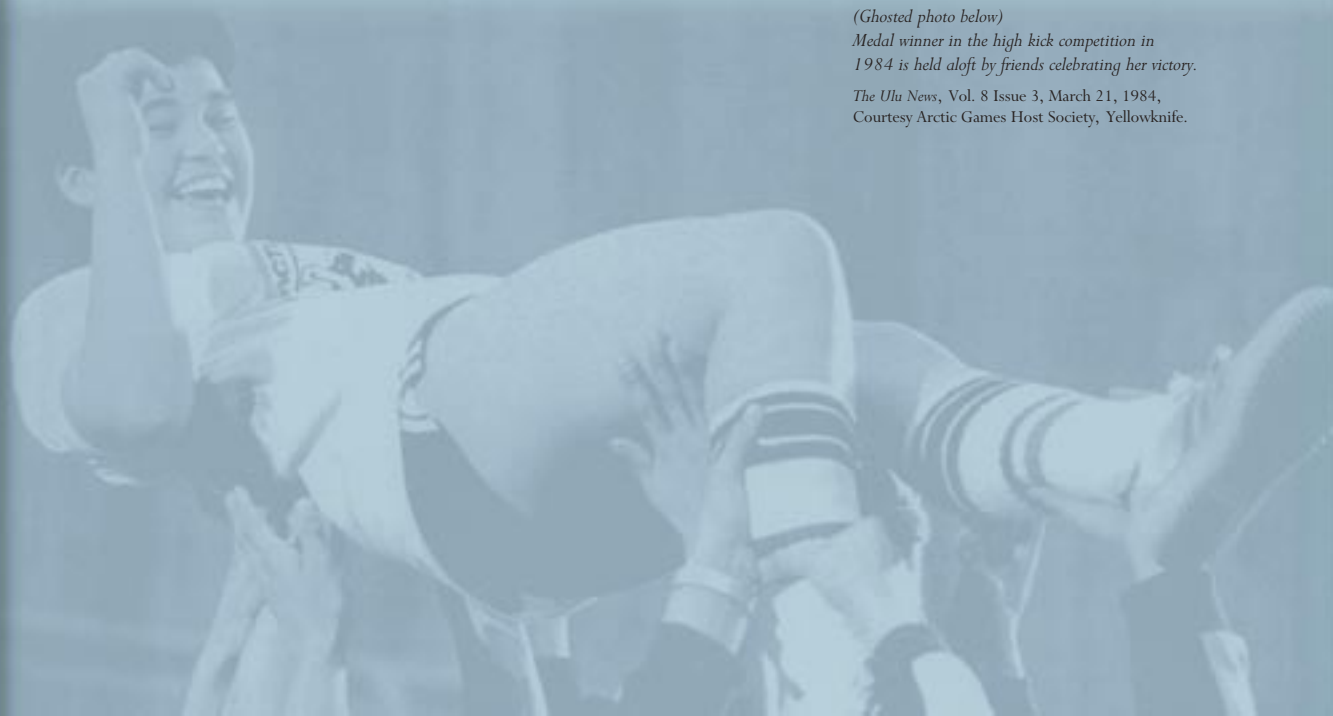 (Ghosted photo below)
Medal winner in the high kick competition in
1984 is held aloft by friends celebrating her victory.
The Ulu News, Vol. 8 Issue 3, March 21, 1984,
Courtesy Arctic Games Host Society, Yellowknife.